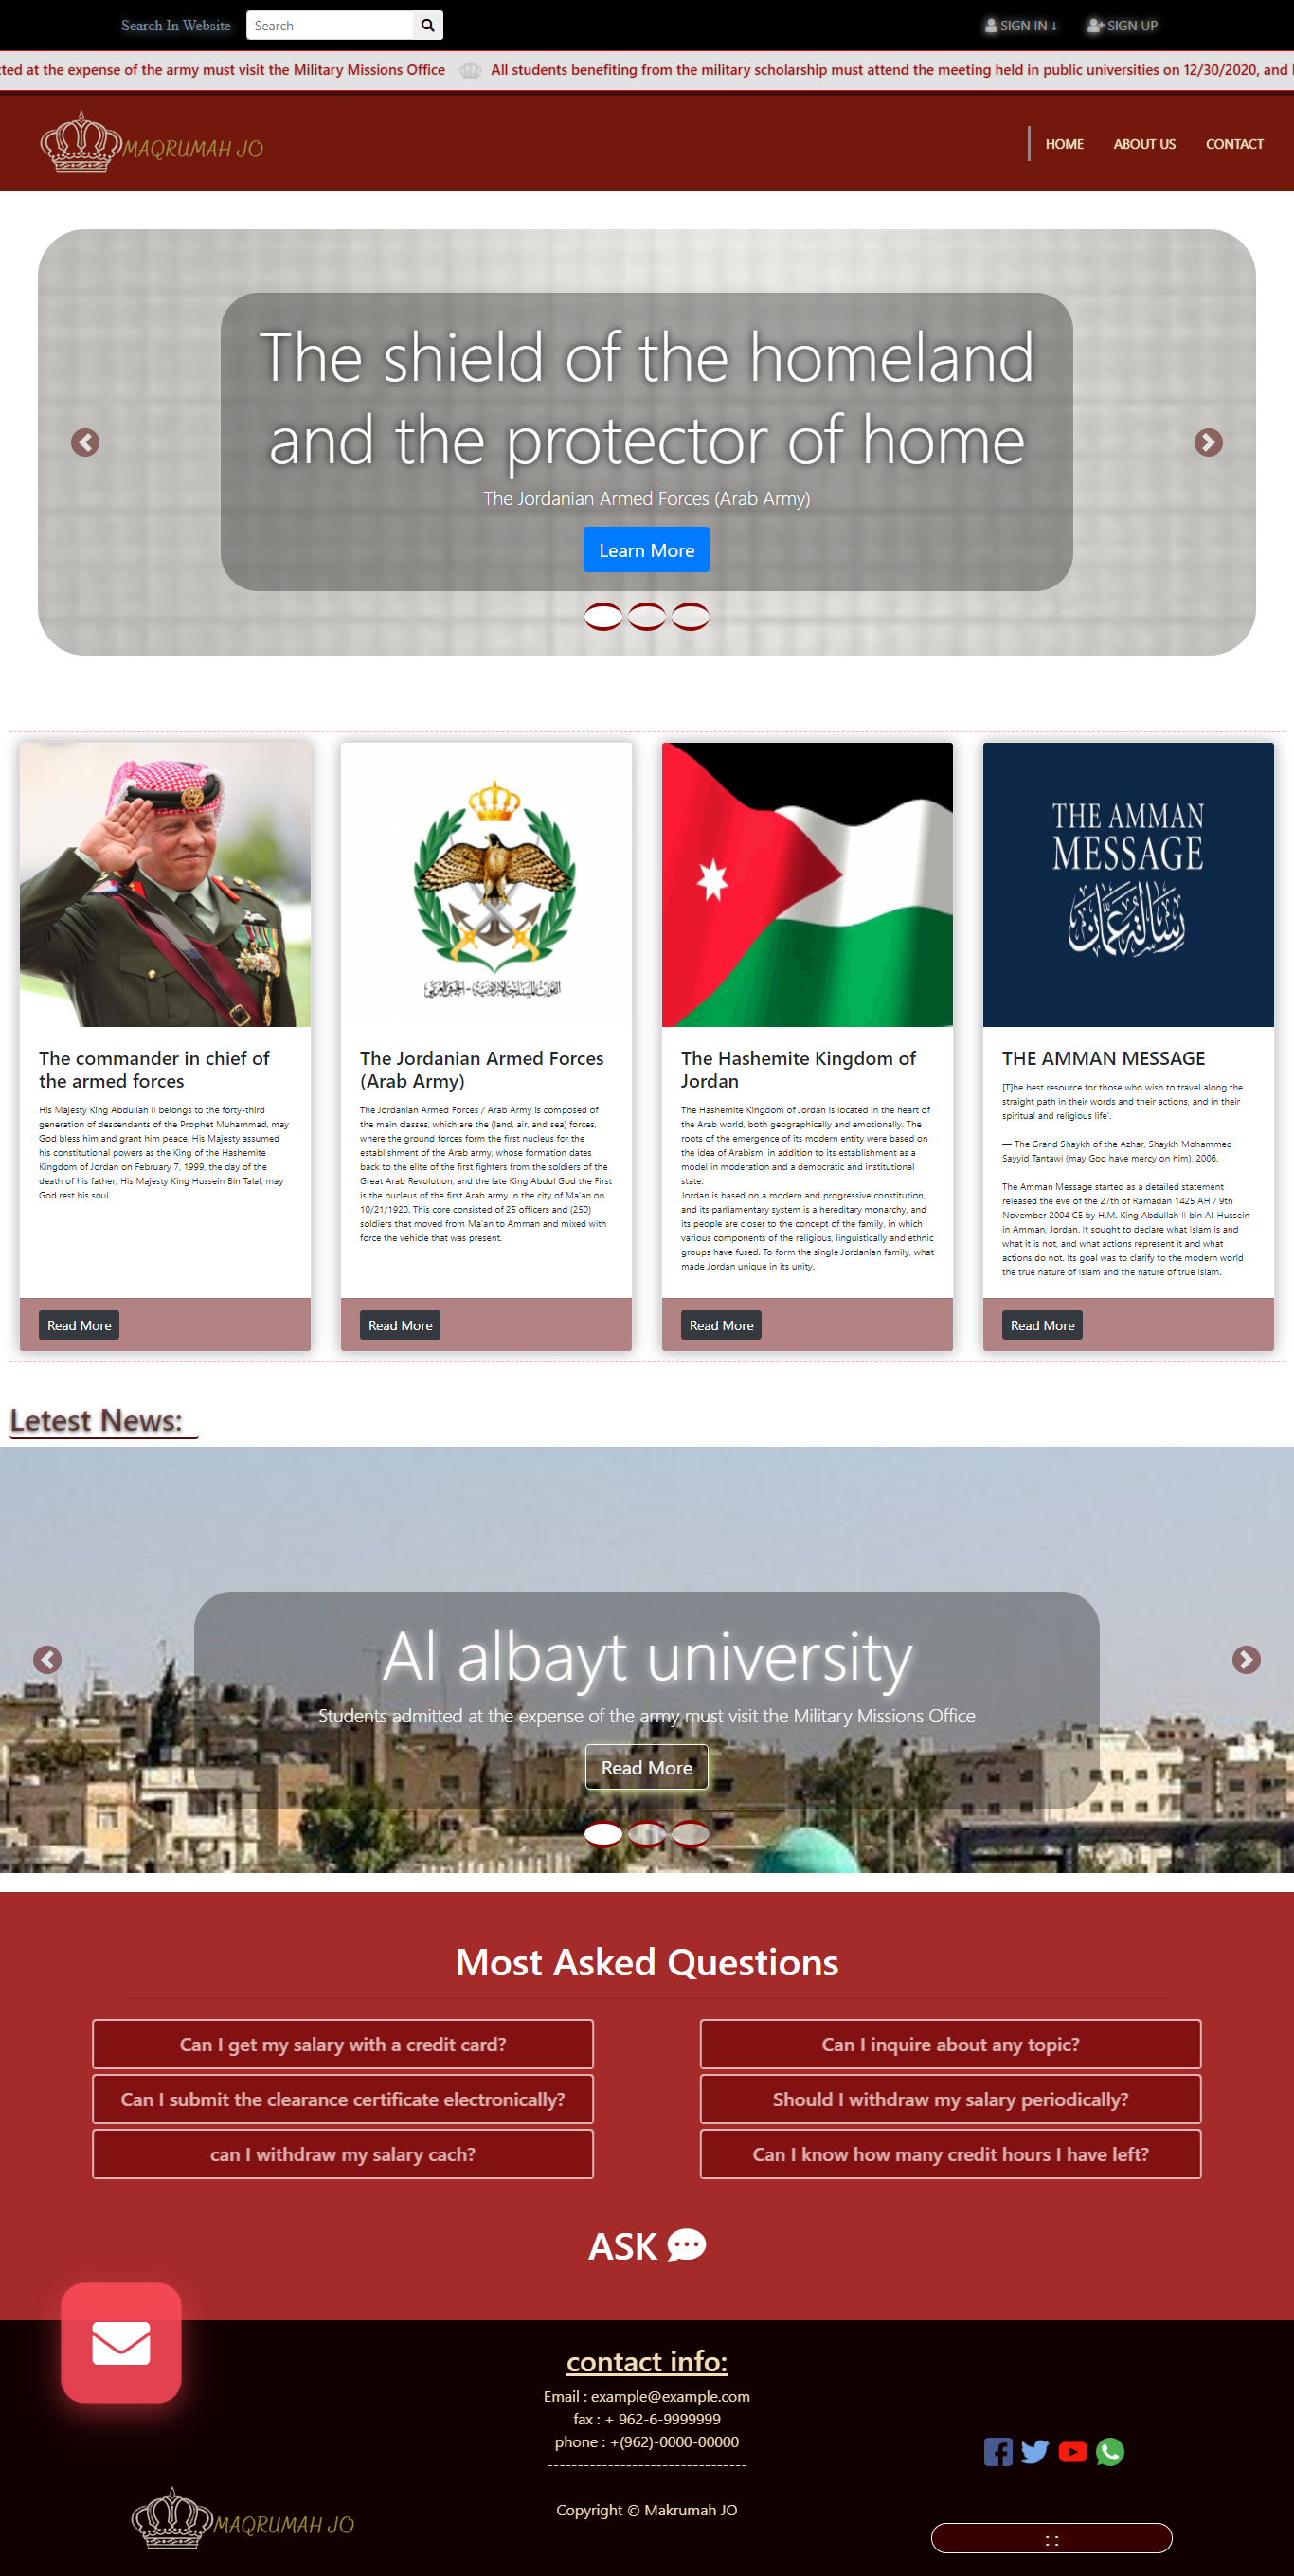 Search In Website
Search
SIGN IN ↓
SIGN UP
tted at the expense of the army must visit the Military Missions Office
All students benefiting from the military scholarship must attend the meeting held in public universities on 12/30/2020, and
MAQRUMAH JO
HOME
ABOUT US
CONTACT
The shield of the homeland
and the protector of home
The Jordanian Armed Forces (Arab Army)
Learn More
القوات المسلحة الأردنية - الجيش العربي
THE AMMAN
MESSAGE
رسالة عمان
The commander in chief of
the armed forces
His Majesty King Abdullah II belongs to the forty-third
generation of descendants of the Prophet Muhammad, may
God bless him and grant him peace. His Majesty assumed
his constitutional powers as the King of the Hashemite
Kingdom of Jordan on February 7, 1999, the day of the
death of his father, His Majesty King Hussein Bin Talal, may
God rest his soul.
Read More
The Jordanian Armed Forces
(Arab Army)
The Jordanian Armed Forces / Arab Army is composed of
the main classes, which are the (land, air, and sea) forces,
where the ground forces form the first nucleus for the
establishment of the Arab army, whose formation dates
back to the elite of the first fighters from the soldiers of the
Great Arab Revolution, and the late King Abdul God the First
is the nucleus of the first Arab army in the city of Ma'an on
10/21/1920. This core consisted of 25 officers and (250)
soldiers that moved from Ma'an to Amman and mixed with
force the vehicle that was present.
Read More
The Hashemite Kingdom of
Jordan
The Hashemite Kingdom of Jordan is located in the heart of
the Arab world, both geographically and emotionally. The
roots of the emergence of its modern entity were based on
the idea of Arabism, in addition to its establishment as a
model in moderation and a democratic and institutional
state.
Jordan is based on a modern and progressive constitution,
and its parliamentary system is a hereditary monarchy, and
its people are closer to the concept of the family, in which
various components of the religious, linguistically and ethnic
groups have fused. To form the single Jordanian family, what
made Jordan unique in its unity.
Read More
THE AMMAN MESSAGE
[T]he best resource for those who wish to travel along the
straight path in their words and their actions, and in their
spiritual and religious life'.
— The Grand Shaykh of the Azhar, Shaykh Mohammed
Sayyid Tantawi (may God have mercy on him), 2006.
The Amman Message started as a detailed statement
released the eve of the 27th of Ramadan 1425 AH / 9th
November 2004 CE by H.M. King Abdullah II bin Al-Hussein
in Amman, Jordan. It sought to declare what Islam is and
what it is not, and what actions represent it and what
actions do not. Its goal was to clarify to the modern world
the true nature of Islam and the nature of true Islam.
Read More
Letest News:
Al albayt university
Students admitted at the expense of the army must visit the Military Missions Office
Read More
Most Asked Questions
Can I get my salary with a credit card?
Can I inquire about any topic?
Can I submit the clearance certificate electronically?
Should I withdraw my salary periodically?
can I withdraw my salary cach?
Can I know how many credit hours I have left?
ASK
contact info:
Email : example@example.com
fax : + 962-6-9999999
phone : +(962)-0000-00000
---------------------------------
Copyright © Makrumah JO
MAQRUMAH JO
: :